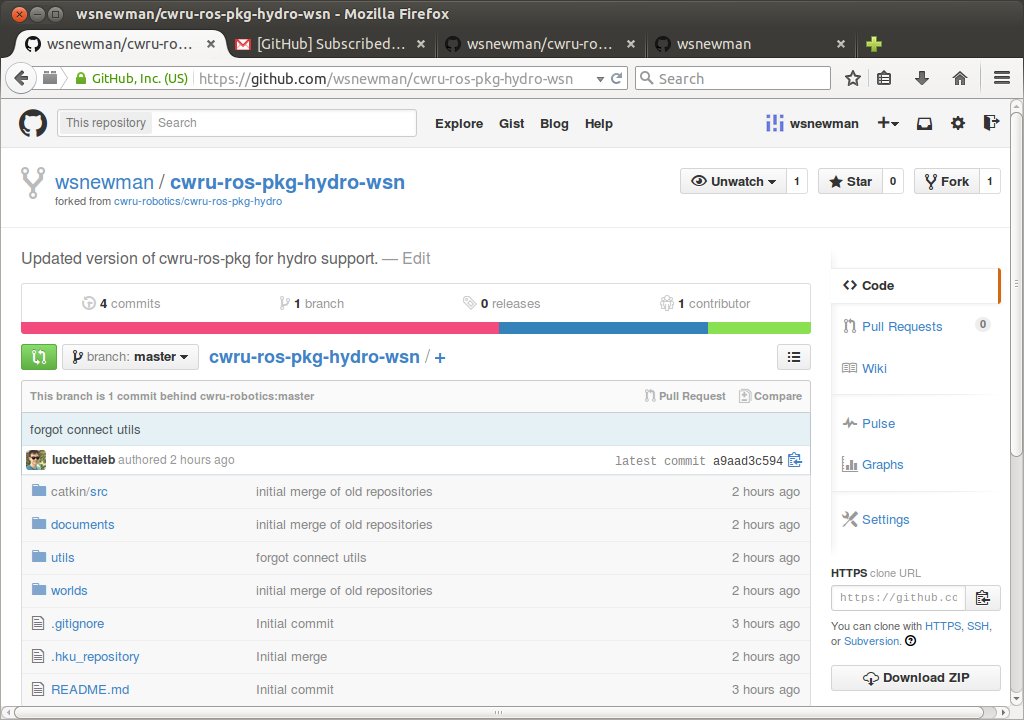 wsnewman/cwru-ros-pkg-hydro-wsn - Mozilla Firefox
wsnewman/cwru-ro... × [GitHub] Subscribed... × wsnewman/cwru-ro... × wsnewman ×
GitHub, Inc. (US) https://github.com/wsnewman/cwru-ros-pkg-hydro-wsn Search
This repository Search Explore Gist Blog Help wsnewman
wsnewman / cwru-ros-pkg-hydro-wsn Unwatch 1 Star 0 Fork 1
forked from cwru-robotics/cwru-ros-pkg-hydro
Updated version of cwru-ros-pkg for hydro support. — Edit
4 commits 1 branch 0 releases 1 contributor
branch: master cwru-ros-pkg-hydro-wsn / +
This branch is 1 commit behind cwru-robotics:master Pull Request Compare
forgot connect utils
lucbettaieb authored 2 hours ago latest commit a9aad3c594
catkin/src initial merge of old repositories 2 hours ago
documents initial merge of old repositories 2 hours ago
utils forgot connect utils 2 hours ago
worlds initial merge of old repositories 2 hours ago
.gitignore Initial commit 3 hours ago
.hku_repository Initial merge 2 hours ago
README.md Initial commit 3 hours ago
Code
Pull Requests 0
Wiki
Pulse
Graphs
Settings
HTTPS clone URL
https://github.cc
You can clone with HTTPS, SSH,
or Subversion.
Download ZIP